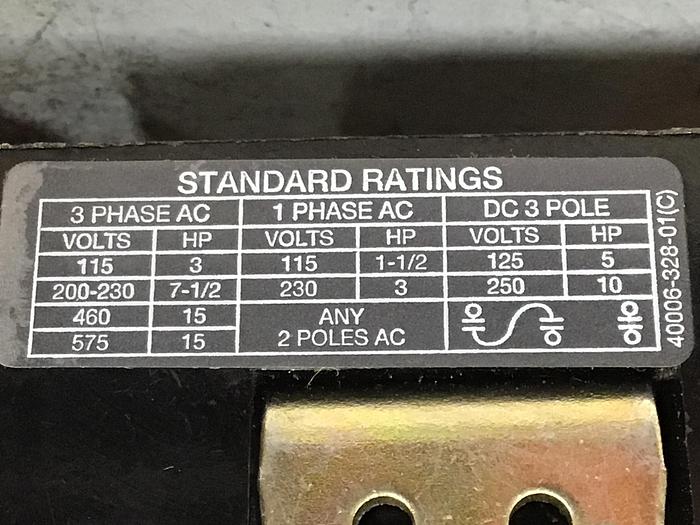 STANDARD RATINGS
3 PHASE AC 1 PHASE AC DC 3 POLE
VOLTS HP VOLTS HP VOLTS HP
115 3 115 1-1/2 125 5
200-230 7-1/2 230 3 250 10
460 15 ANY
575 15 2 POLES AC
40006-328-01(C)